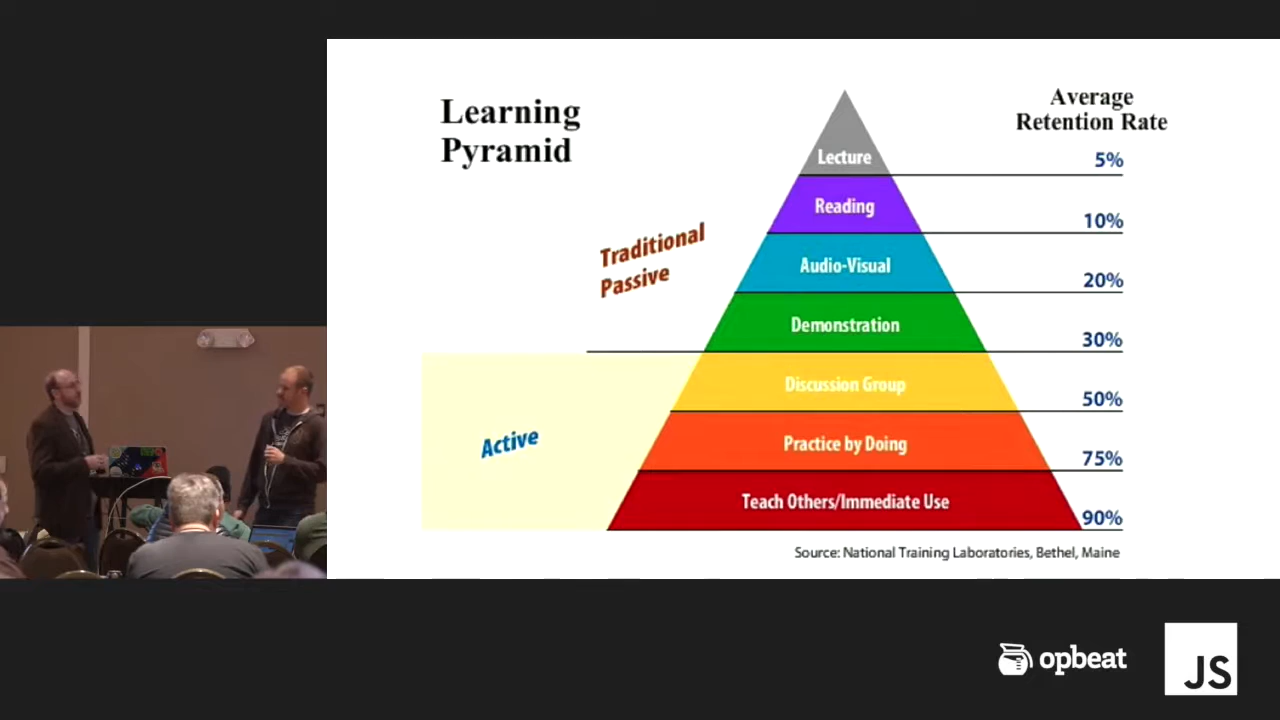 Learning
Pyramid
Average
Retention Rate
Lecture
5%
Reading
10%
Traditional
Passive
Audio-Visual
20%
Demonstration
30%
Discussion Group
50%
Active
Practice by Doing
75%
Teach Others/Immediate Use
90%
Source: National Training Laboratories, Bethel, Maine
opbeat
JS